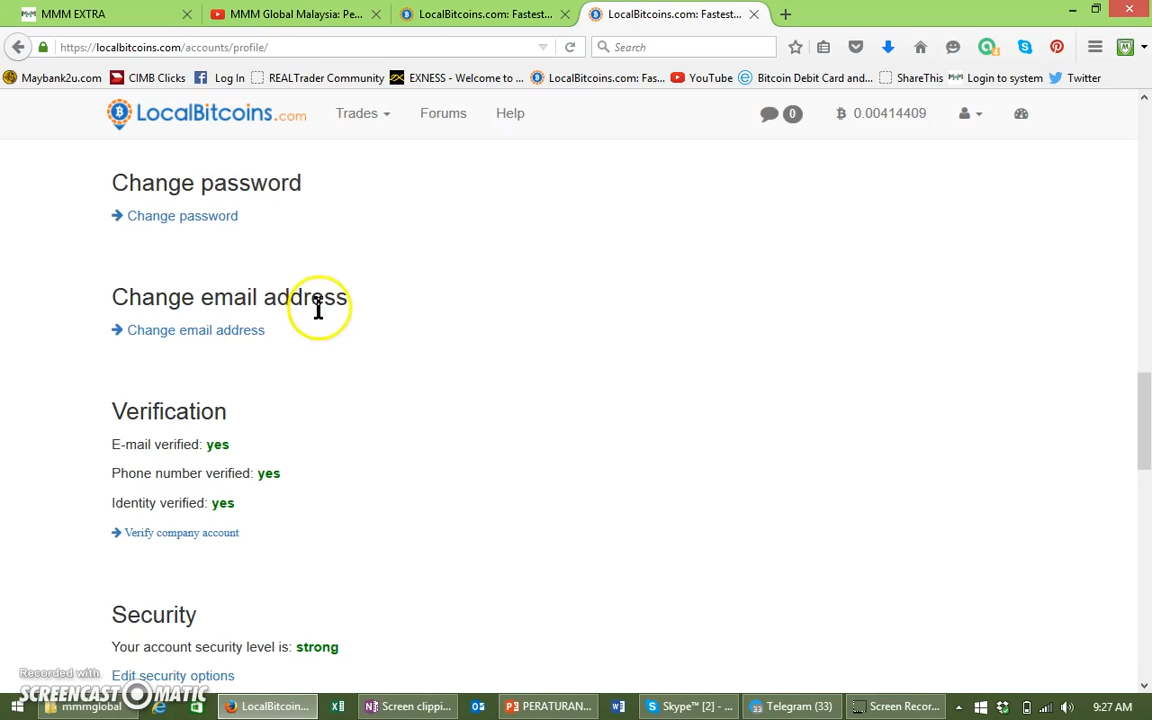 MMM EXTRA
MMM Global Malaysia: Pe...
LocalBitcoins.com: Fastest...
LocalBitcoins.com: Fastest...
https://localbitcoins.com/accounts/profile/
Search
Maybank2u.com
CIMB Clicks
Log In
REALTrader Community
EXNESS - Welcome to ...
LocalBitcoins.com: Fas...
YouTube
Bitcoin Debit Card and...
ShareThis
Login to system
Twitter
LocalBitcoins.com
Trades
Forums
Help
0
0.00414409
Change password
Change password
Change email address
Change email address
Verification
E-mail verified: yes
Phone number verified: yes
Identity verified: yes
Verify company account
Security
Your account security level is: strong
Edit security options
Recorded with
SCREENCAST-O-MATIC
mmmglobal
LocalBitcoin...
Screen clippi...
PERATURAN...
Skype™ [2] - ...
Telegram (33)
Screen Recor...
9:27 AM